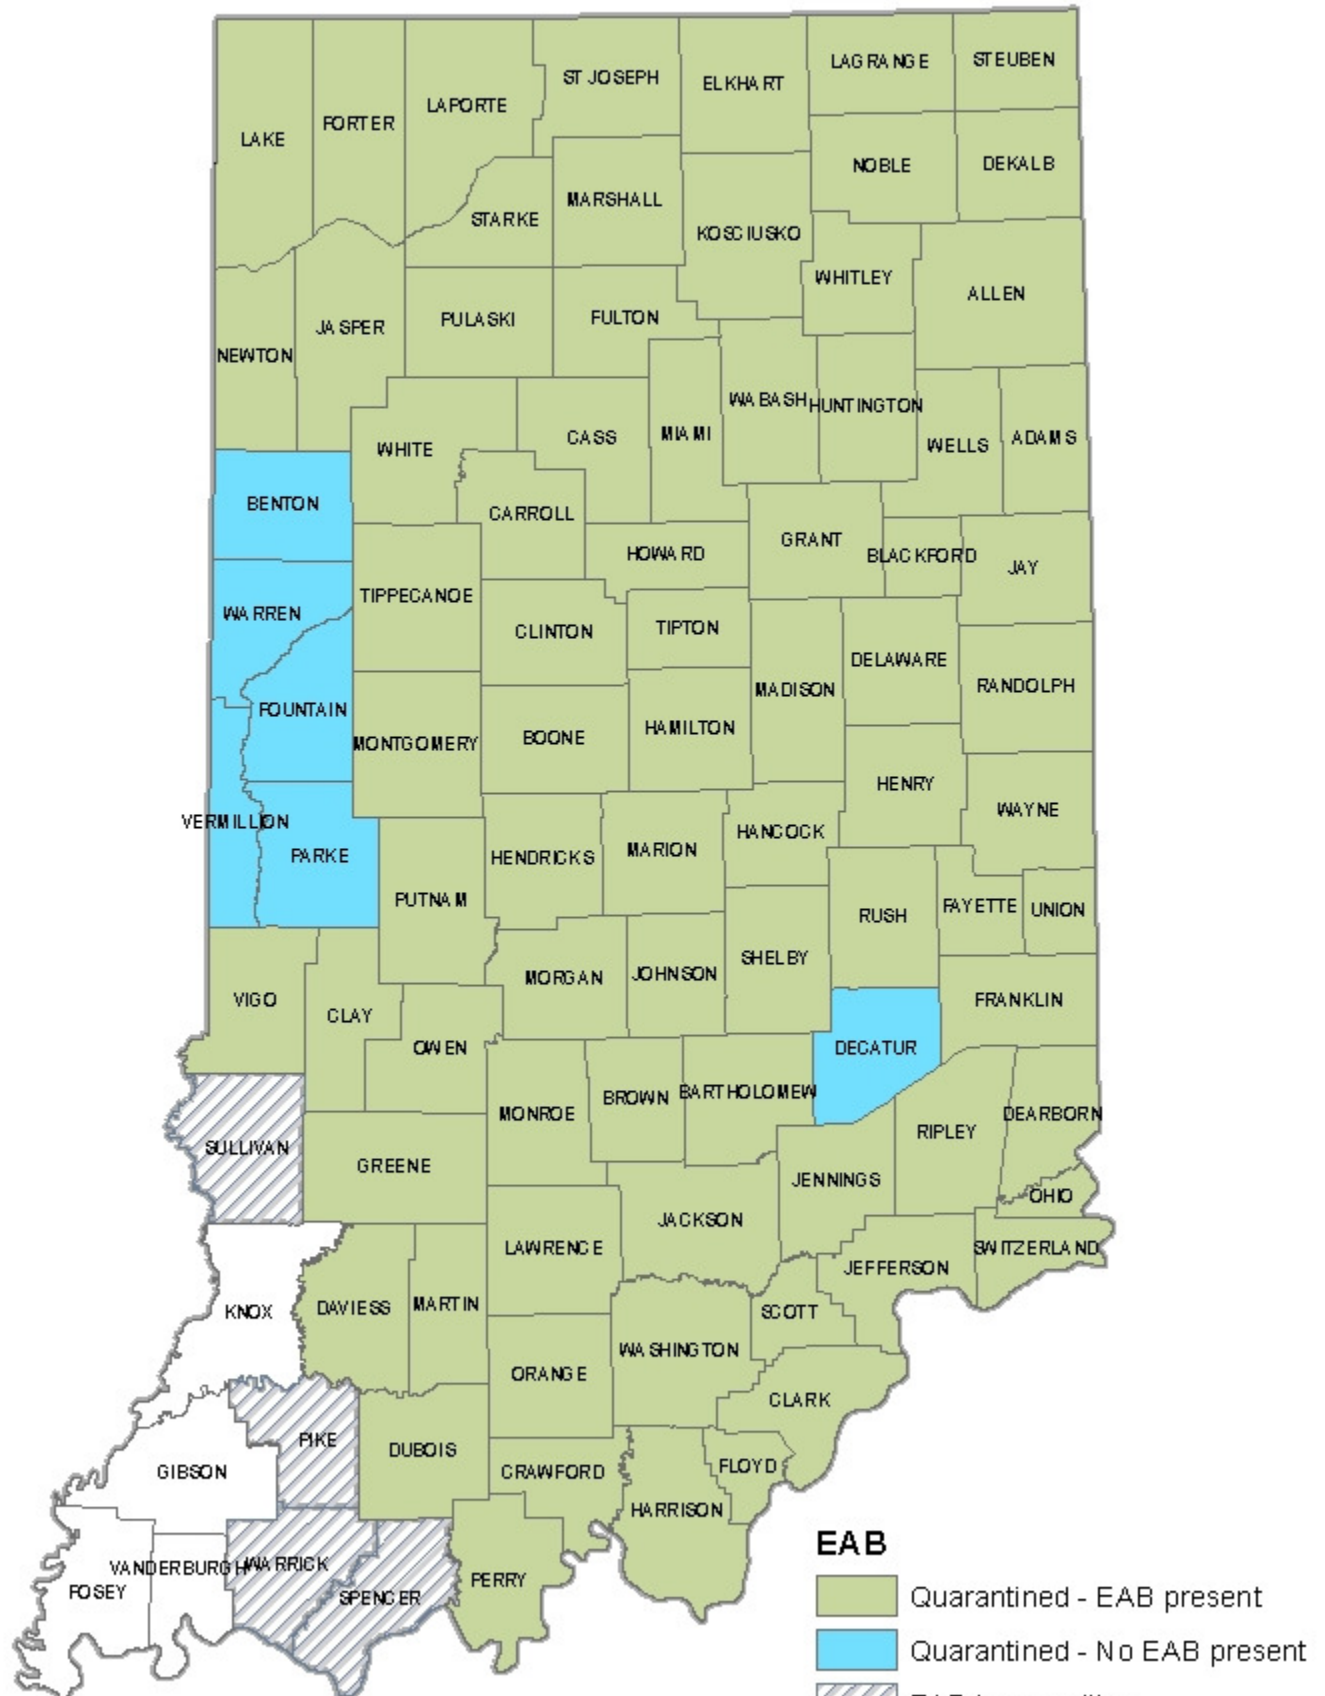 LAGRANGE
STEUBEN
ST JOSEPH
ELKHART
LAPORTE
PORTER
LAKE
NOBLE
DEKALB
MARSHALL
STARKE
KOSCIUSKO
WHITLEY
ALLEN
PULASKI
FULTON
JASPER
NEWTON
WABASH
HUNTINGTON
MIAMI
CASS
ADAMS
WELLS
WHITE
BENTON
CARROLL
GRANT
HOWARD
BLACKFORD
JAY
TIPPECANOE
WARREN
CLINTON
TIPTON
DELAWARE
RANDOLPH
MADISON
FOUNTAIN
HAMILTON
BOONE
MONTGOMERY
HENRY
WAYNE
VERMILLION
HANCOCK
MARION
PARKE
HENDRICKS
PUTNAM
RUSH
FAYETTE
UNION
SHELBY
JOHNSON
MORGAN
VIGO
FRANKLIN
CLAY
OWEN
DECATUR
BARTHOLOMEW
BROWN
MONROE
DEARBORN
RIPLEY
SULLIVAN
GREENE
JENNINGS
OHIO
JACKSON
LAWRENCE
SWITZERLAND
JEFFERSON
KNOX
DAVIESS
MARTIN
SCOTT
WASHINGTON
ORANGE
CLARK
PIKE
DUBOIS
FLOYD
GIBSON
CRAWFORD
HARRISON
POSEY
VANDERBURGH
WARRICK
SPENCER
PERRY
EAB
Quarantined - EAB present
Quarantined - No EAB present